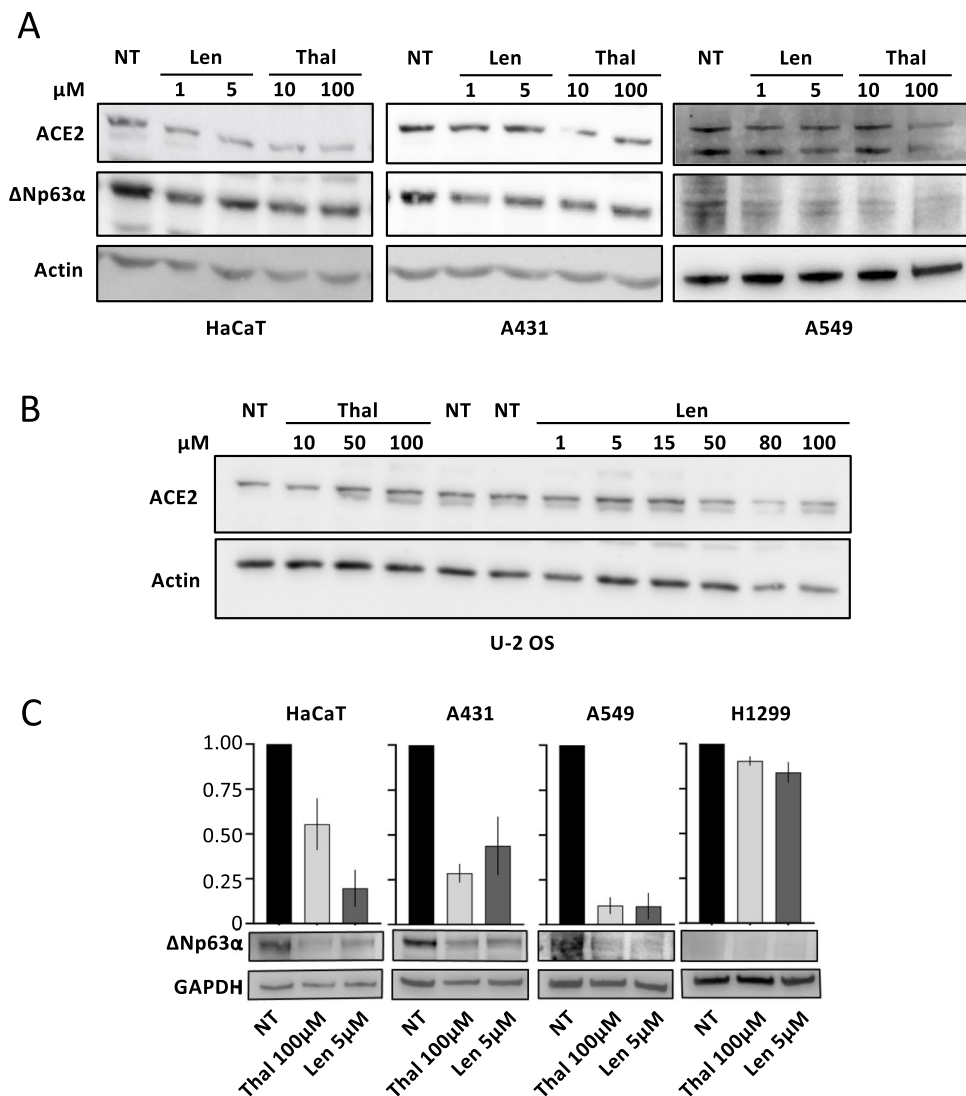 A
NT Len Thal NT Len Thal NT Len Thal
µM 1 5 10 100 1 5 10 100 1 5 10 100
ACE2
ΔNp63α
Actin
HaCaT A431 A549
B
NT Thal NT NT Len
µM 10 50 100 1 5 15 50 80 100
ACE2
Actin
U-2 OS
C
HaCaT A431 A549 H1299
1.00
0.75
0.50
0.25
0
ΔNp63α
GAPDH
NT Thal 100µM Len 5µM NT Thal 100µM Len 5µM NT Thal 100µM Len 5µM NT Thal 100µM Len 5µM